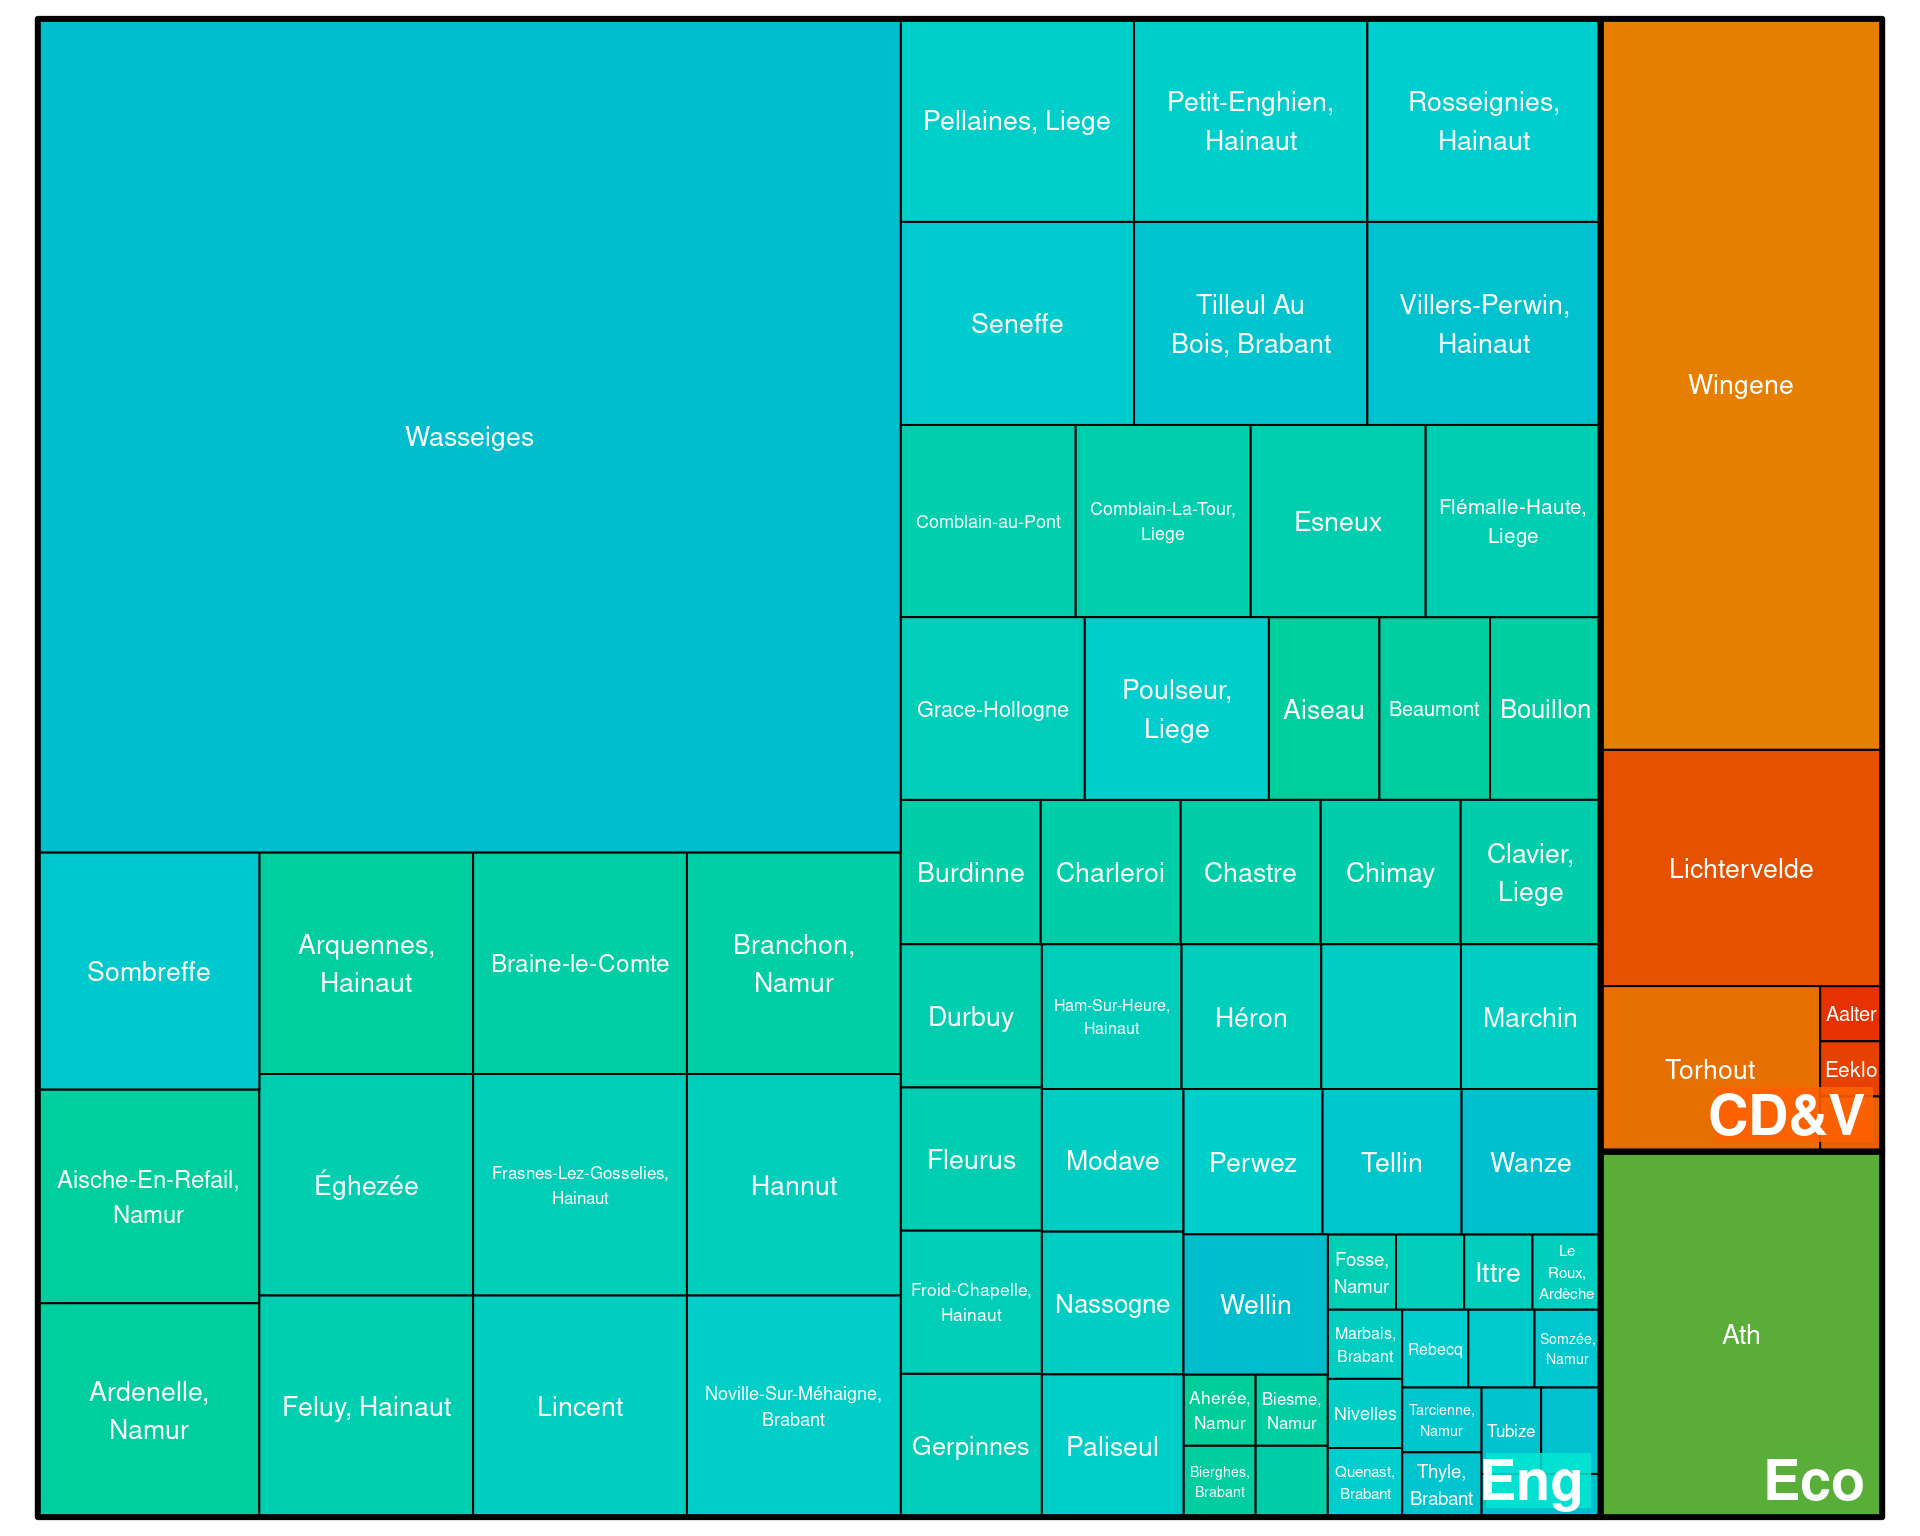 Wasseiges
Sombreffe
Aische-En-Refail,
Namur
Ardenelle,
Namur
Arquennes,
Hainaut
Braine-le-Comte
Branchon,
Namur
Éghezée
Frasnes-Lez-Gosselies,
Hainaut
Hannut
Feluy, Hainaut
Lincent
Noville-Sur-Méhaigne,
Brabant
Pellaines, Liege
Petit-Enghien,
Hainaut
Rosseignies,
Hainaut
Seneffe
Tilleul Au
Bois, Brabant
Villers-Perwin,
Hainaut
Comblain-au-Pont
Comblain-La-Tour,
Liege
Esneux
Flémalle-Haute,
Liege
Grace-Hollogne
Poulseur,
Liege
Aiseau
Beaumont
Bouillon
Burdinne
Charleroi
Chastre
Chimay
Clavier,
Liege
Durbuy
Ham-Sur-Heure,
Hainaut
Héron
Marchin
Fleurus
Modave
Perwez
Tellin
Wanze
Froid-Chapelle,
Hainaut
Nassogne
Wellin
Fosse,
Namur
Ittre
Le
Roux,
Ardèche
Marbais,
Brabant
Rebecq
Somzée,
Namur
Gerpinnes
Paliseul
Aherée,
Namur
Biesme,
Namur
Bierghes,
Brabant
Nivelles
Tarcienne,
Namur
Tubize
Quenast,
Brabant
Thyle,
Brabant
Eng
Wingene
Lichtervelde
Torhout
Aalter
Eeklo
CD&V
Ath
Eco